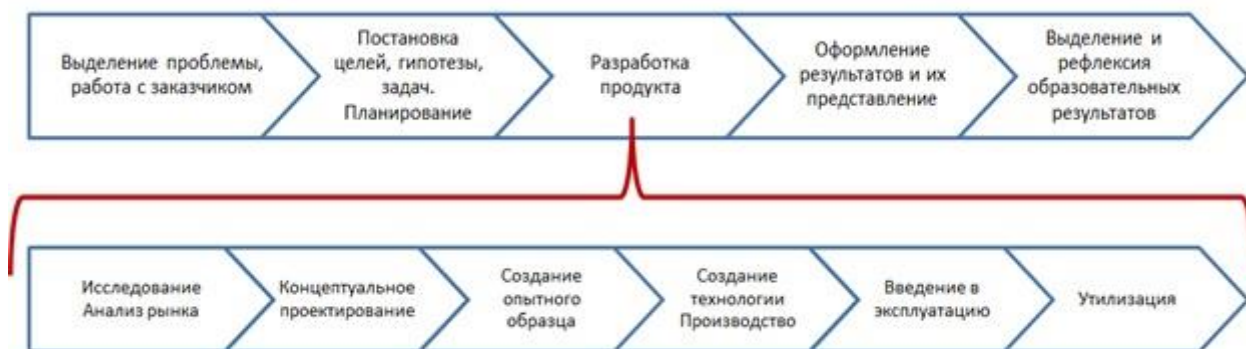 Выделение проблемы,
работа с заказчиком
Постановка
целей, гипотезы,
задач.
Планирование
Разработка
продукта
Оформление
результатов и их
представление
Выделение и
рефлексия
образовательных
результатов
Исследование
Анализ рынка
Концептуальное
проектирование
Создание
опытного
образца
Создание
технологии
Производство
Введение в
эксплуатацию
Утилизация